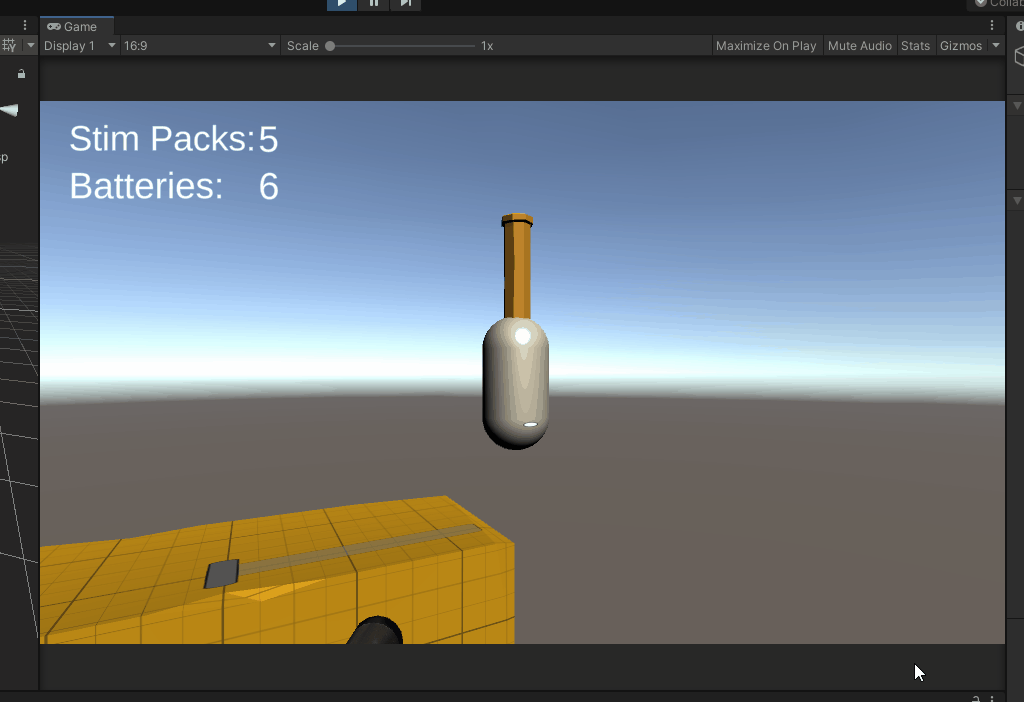 Collab
Game
Display 1
16:9
Scale
1x
Maximize On Play
Mute Audio
Stats
Gizmos
sp
Stim Packs: 5
Batteries: 6